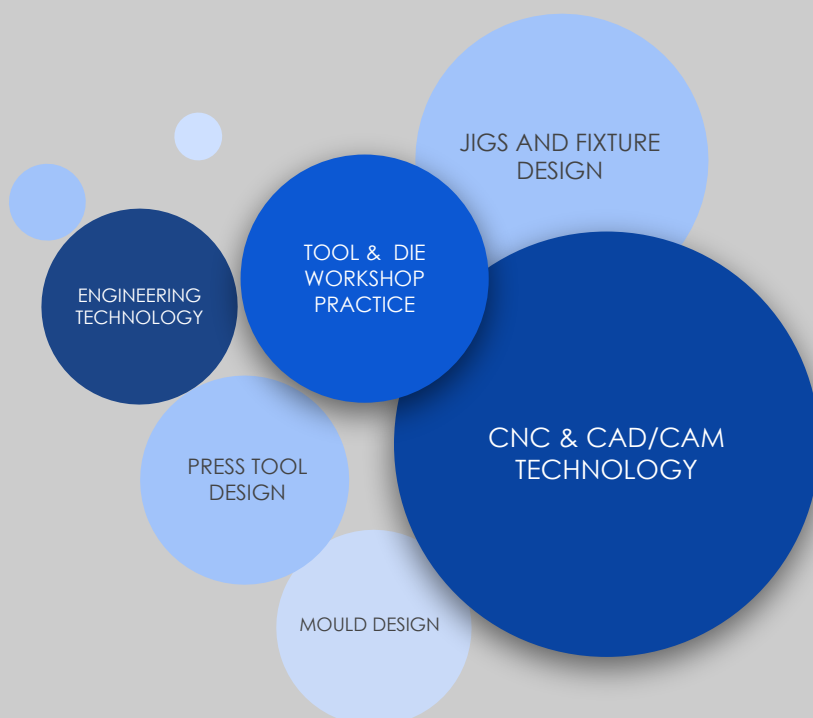 JIGS AND FIXTURE
DESIGN
TOOL &  DIE
WORKSHOP
PRACTICE
ENGINEERING
TECHNOLOGY
CNC & CAD/CAM
TECHNOLOGY
PRESS TOOL
DESIGN
MOULD DESIGN